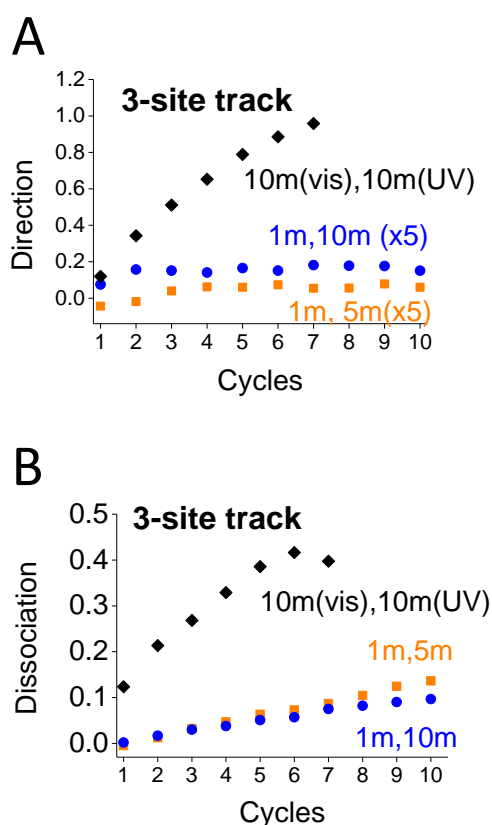 A
3-site track
1.2
1.0
0.8
0.6
0.4
0.2
0.0
Direction
10m(vis),10m(UV)
1m,10m (x5)
1m, 5m(x5)
1 2 3 4 5 6 7 8 9 10
Cycles
B
3-site track
0.5
0.4
0.3
0.2
0.1
0.0
Dissociation
10m(vis),10m(UV)
1m,5m
1m,10m
1 2 3 4 5 6 7 8 9 10
Cycles